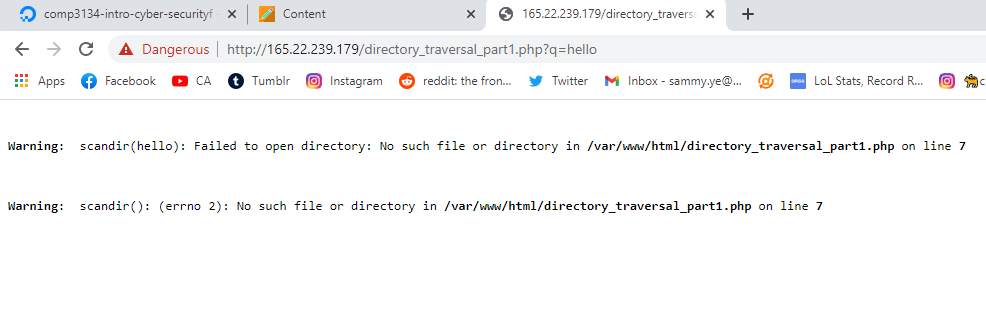 comp3134-intro-cyber-securityf
Content
165.22.239.179/directory_traversa
Dangerous
http://165.22.239.179/directory_traversal_part1.php?q=hello
Apps Facebook CA Tumblr Instagram reddit: the fron... Twitter Inbox - sammy.ye@... LoL Stats, Record R...
Warning: scandir(hello): Failed to open directory: No such file or directory in /var/www/html/directory_traversal_part1.php on line 7
Warning: scandir(): (errno 2): No such file or directory in /var/www/html/directory_traversal_part1.php on line 7